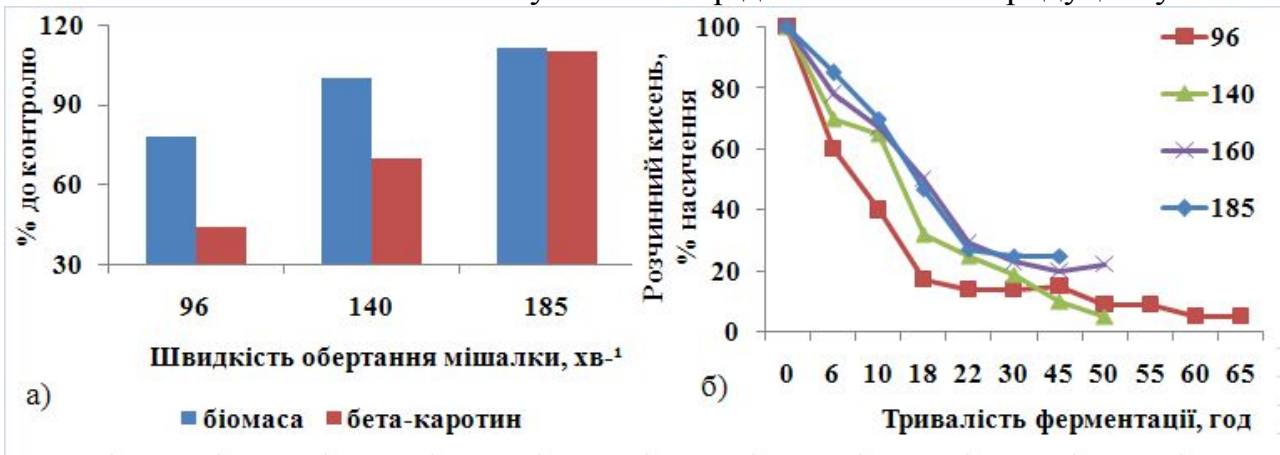 % до контролю
120
90
60
30
96 140 185
Швидкість обертання мішалки, хв-¹
а)
біомаса бета-каротин
Розчинний кисень,
% насичення
100
80
60
40
20
0
0 6 10 18 22 30 45 50 55 60 65
б)
Тривалість ферментації, год
96
140
160
185